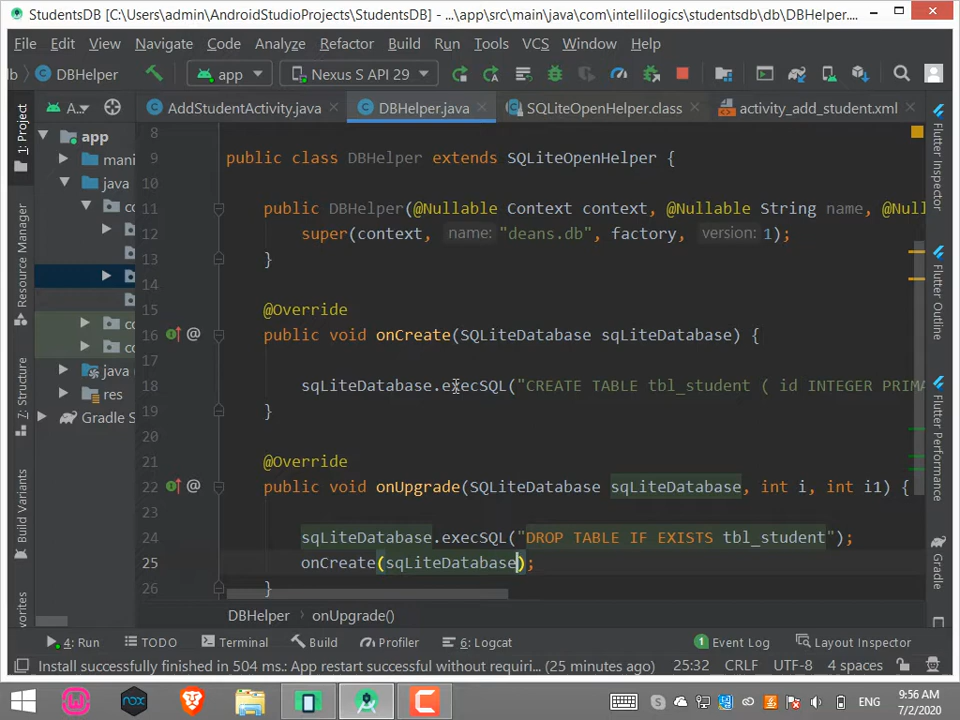 StudentsDB [C:\Users\admin\AndroidStudioProjects\StudentsDB] - ...\app\src\main\java\com\intellilogics\studentsdb\db\DBHelper....
File Edit View Navigate Code Analyze Refactor Build Run Tools VCS Window Help
lb DBHelper app Nexus S API 29
1: Project
A..
AddStudentActivity.java DBHelper.java SQLiteOpenHelper.class activity_add_student.xml
app
mani
java
co
co
co
java (
res
Gradle S
8
9 public class DBHelper extends SQLiteOpenHelper {
10
11 public DBHelper(@Nullable Context context, @Nullable String name, @Null
12 super(context, name: "deans.db", factory, version: 1);
13 }
14
15 @Override
16 @ public void onCreate(SQLiteDatabase sqLiteDatabase) {
17
18 sqLiteDatabase.execSQL("CREATE TABLE tbl_student ( id INTEGER PRIMA
19 }
20
21 @Override
22 @ public void onUpgrade(SQLiteDatabase sqLiteDatabase, int i, int i1) {
23
24 sqLiteDatabase.execSQL("DROP TABLE IF EXISTS tbl_student");
25 onCreate(sqLiteDatabase);
26 }
Resource Manager
Z: Structure
Build Variants
vorites
Flutter Inspector
Flutter Outline
Flutter Performance
Gradle
DBHelper onUpgrade()
4: Run TODO Terminal Build Profiler 6: Logcat 1 Event Log Layout Inspector
Install successfully finished in 504 ms.: App restart successful without requiri... (25 minutes ago) 25:32 CRLF UTF-8 4 spaces
nox
ENG
9:56 AM
7/2/2020